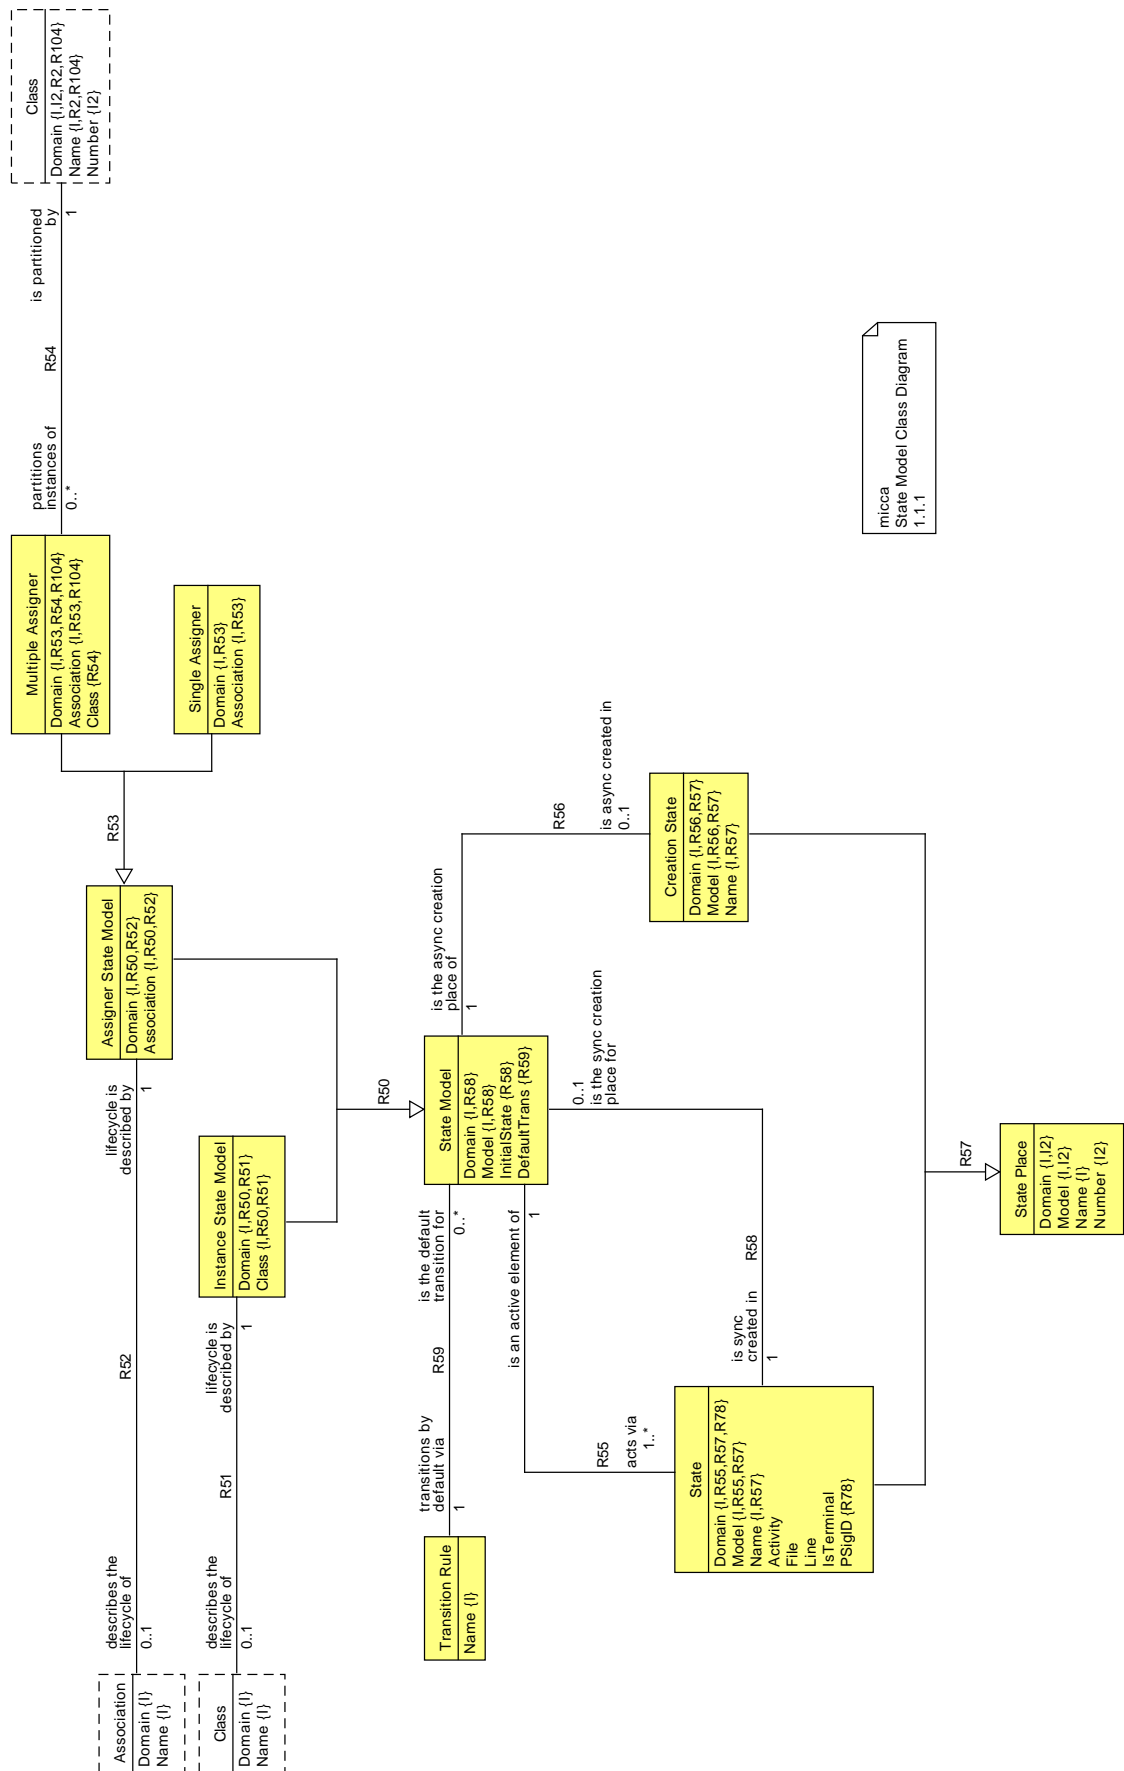 Association
Domain {I}
Name {I}
describes the
lifecycle of
0..1
R52
lifecycle is
described by
1
Assigner State Model
Domain {I,R50,R52}
Association {I,R50,R52}
R53
Multiple Assigner
Domain {I,R53,R54,R104}
Association {I,R53,R104}
Class {R54}
partitions
instances of
0..*
R54
is partitioned
by
1
Class
Domain {I,I2,R2,R104}
Name {I,R2,R104}
Number {I2}
Single Assigner
Domain {I,R53}
Association {I,R53}
Class
Domain {I}
Name {I}
describes the
lifecycle of
0..1
R51
lifecycle is
described by
1
Instance State Model
Domain {I,R50,R51}
Class {I,R50,R51}
R50
Transition Rule
Name {I}
transitions by
default via
1
R59
is the default
transition for
0..*
State Model
Domain {I,R58}
Model {I,R58}
InitialState {R58}
DefaultTrans {R59}
is the async creation
place of
1
R56
is async created in
0..1
is an active element of
1
R55
acts via
1..*
0..1
is the sync creation
place for
R58
is sync
created in
1
Creation State
Domain {I,R56,R57}
Model {I,R56,R57}
Name {I,R57}
State
Domain {I,R55,R57,R78}
Model {I,R55,R57}
Name {I,R57}
Activity
File
Line
IsTerminal
PSigID {R78}
micca
State Model Class Diagram
1.1.1
R57
State Place
Domain {I,I2}
Model {I,I2}
Name {I}
Number {I2}